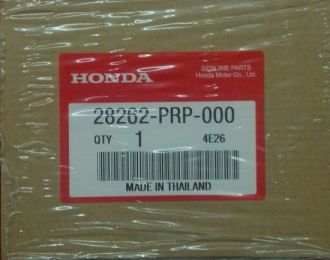 HONDA
GENUINE PARTS
Honda Motor Co., Ltd.
28262-PRP-000
QTY 1 4E26
MADE IN THAILAND